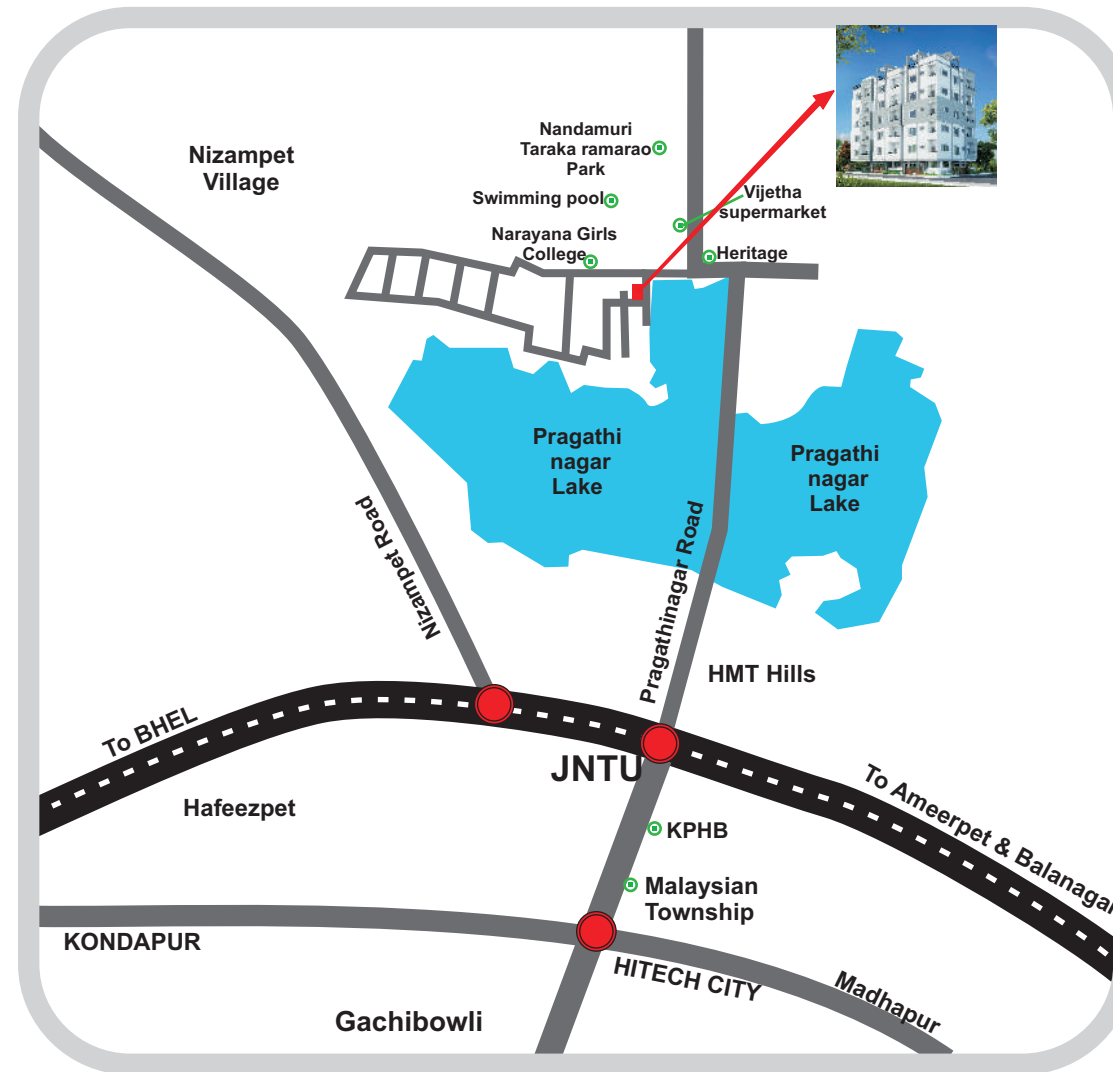 Nizampet
Village
Nandamuri
Taraka ramarao
Park
Swimming pool
Vijetha
supermarket
Narayana Girls
College
Heritage
Pragathi
nagar
Lake
Pragathi
nagar
Lake
Nizampet Road
Pragathinagar Road
HMT Hills
To BHEL
JNTU
Hafeezpet
To Ameerpet & Balanagar
KPHB
Malaysian
Township
KONDAPUR
HITECH CITY
Madhapur
Gachibowli